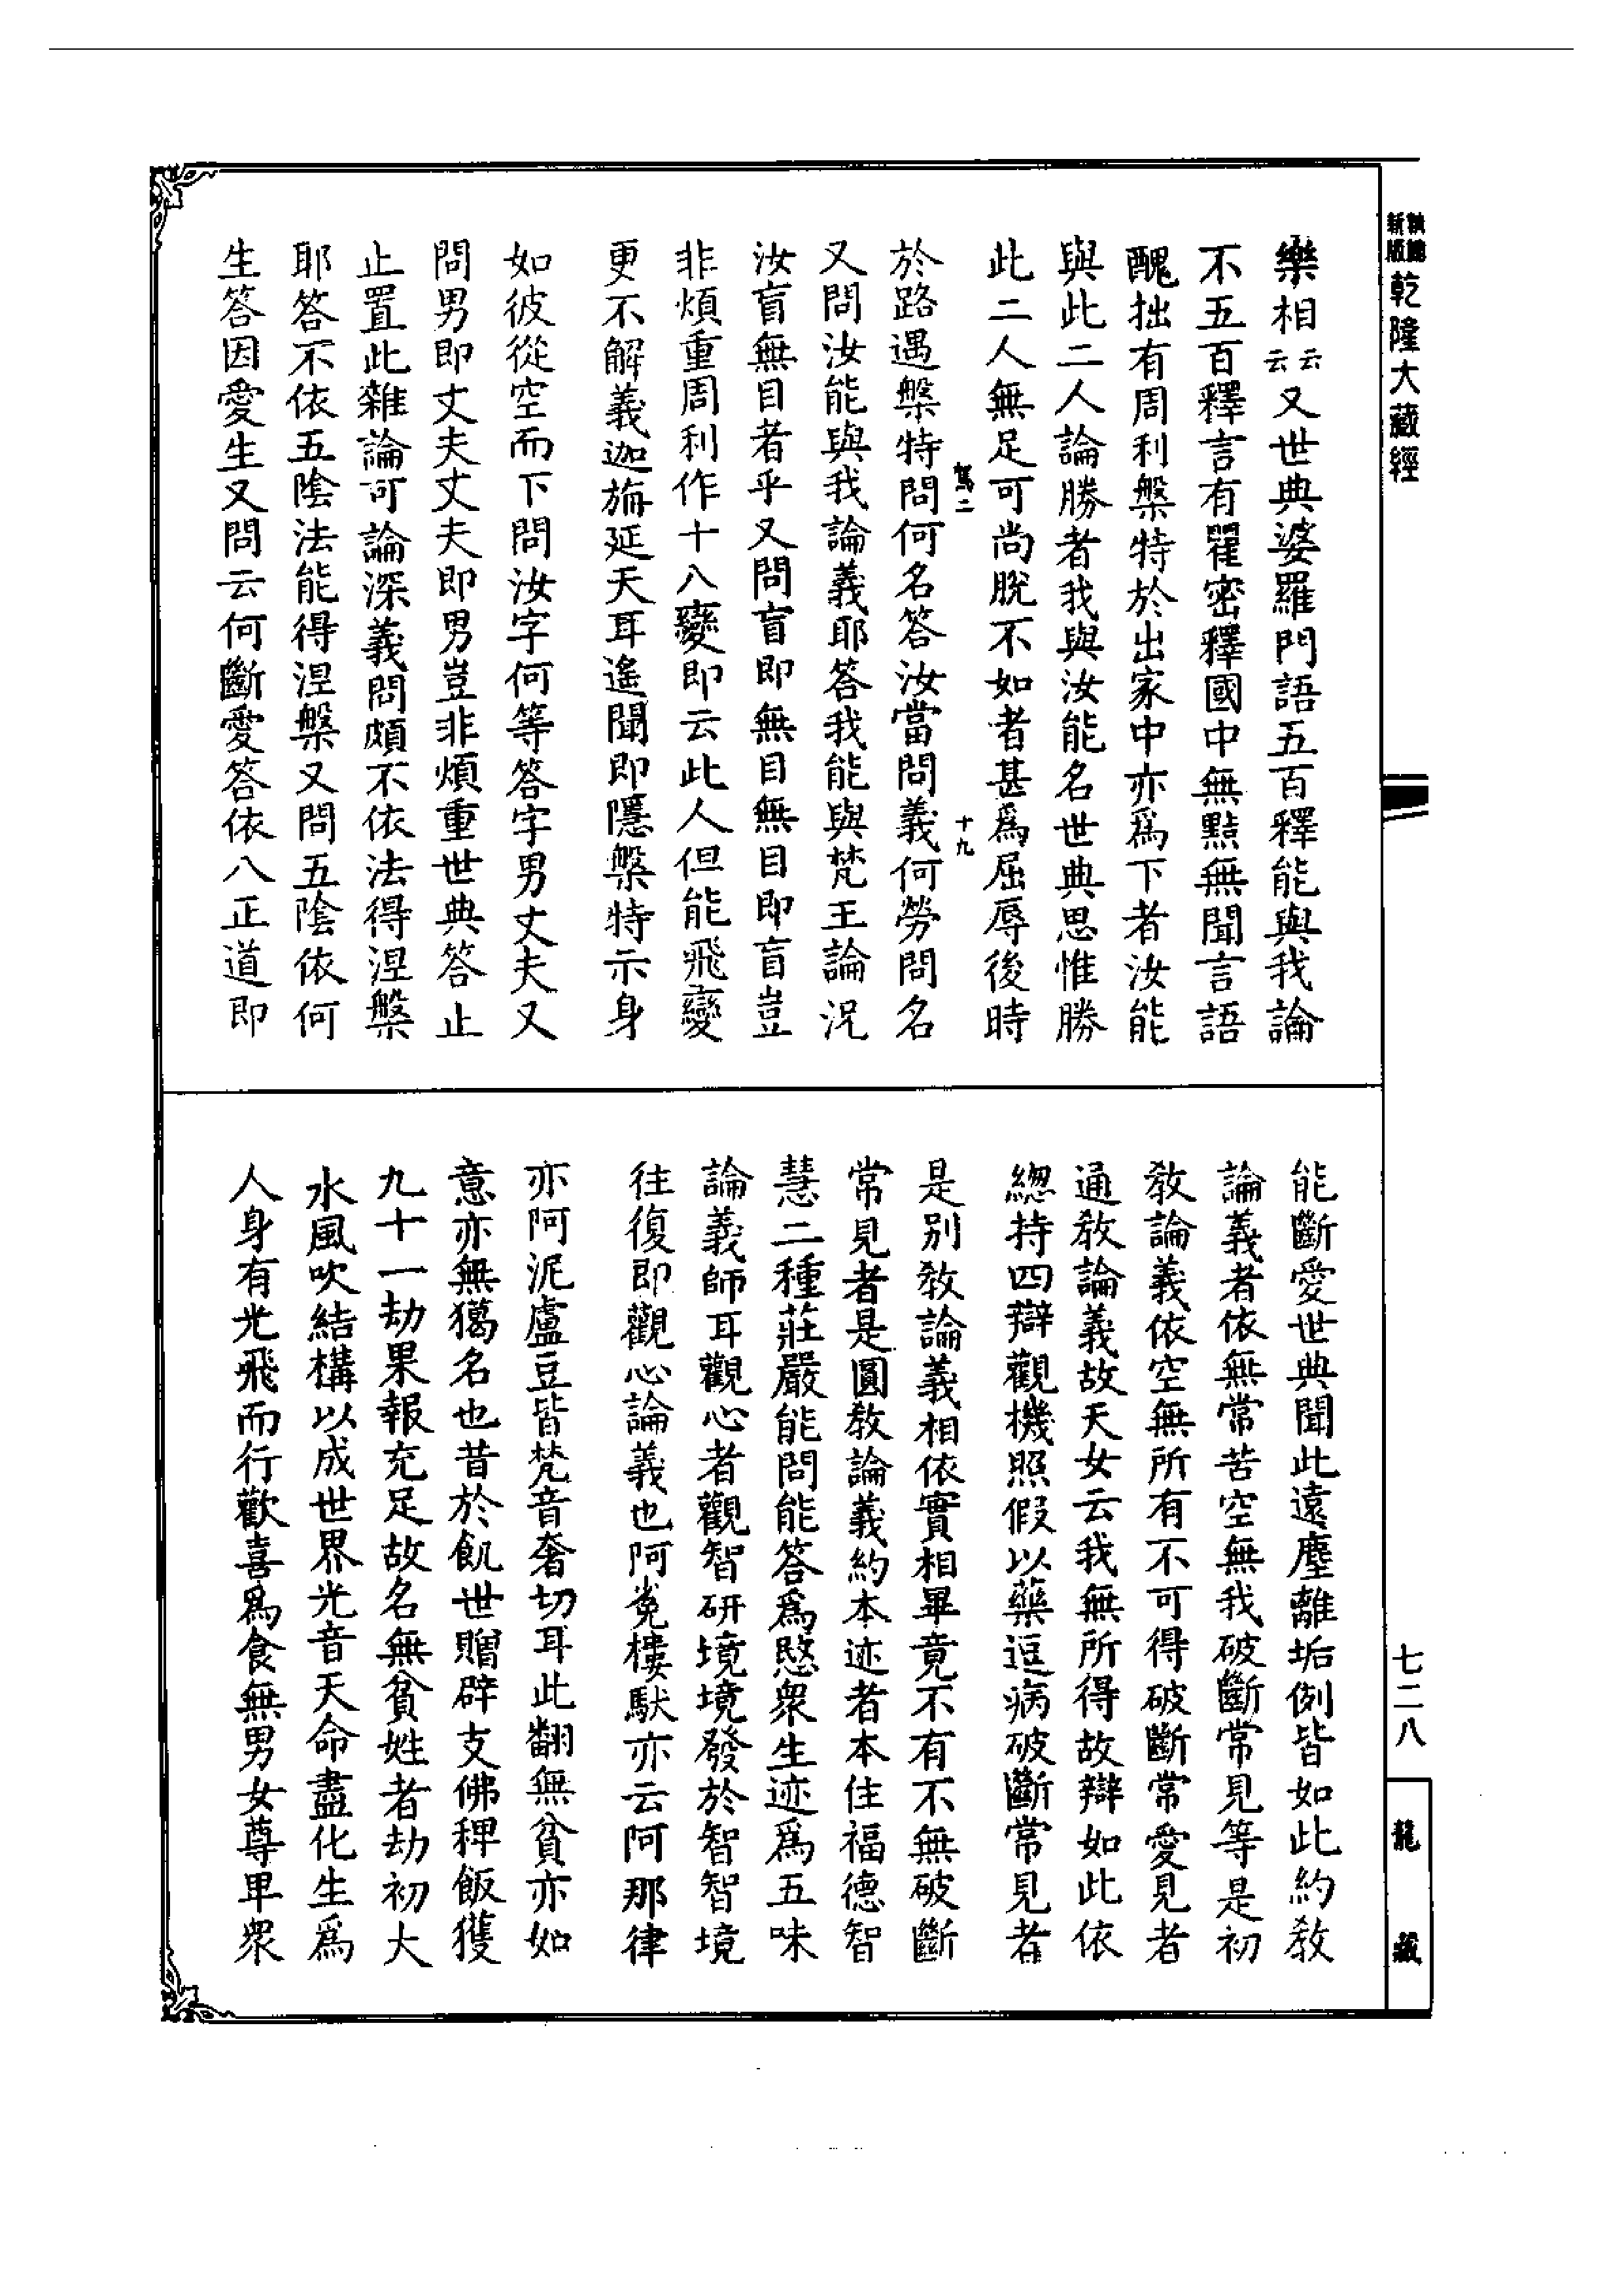 新版
乾隆大藏經
樂相云云又世典婆羅門語五百釋能與我論
不五百釋言有瞿密釋國中無黠無聞言語
醜拙有周利槃特於出家中亦爲下者汝能
與此二人論勝者我與汝能名世典思惟勝
此二人無足可尚脫不如者甚爲屈辱後時
於路遇槃特問何名答汝當問義何勞問名
又問汝能與我論義耶答我能與梵王論況
汝盲無目者乎又問盲即無目無目即盲豈
非煩重周利作十八變即云此人但能飛變
更不解義迦旃延天耳遙聞即隱槃特示身
如彼從空而下問汝字何等答字男丈夫又
問男即丈夫丈夫即男豈非煩重世典答止
止置此雜論可論深義問頗不依法得涅槃
耶答不依五陰法能得涅槃又問五陰依何
生答因愛生又問云何斷愛答依八正道即
駕二
十九
能斷愛世典聞此遠塵離垢例皆如此約敎
論義者依無常苦空無我破斷常見等是初
敎論義依空無所有不可得破斷常愛見者
通敎論義故天女云我無所得故辯如此依
總持四辯觀機照假以藥逗病破斷常見者
是別敎論義相依實相畢竟不有不無破斷
常見者是圓敎論義約本迹者本住福德智
慧二種莊嚴能問能答爲愍衆生迹爲五味
論義師耳觀心者觀智硏境境發於智智境
往復即觀心論義也阿㝹樓馱亦云阿那律
亦阿泥盧豆皆梵音奢切耳此翻無貧亦如
意亦無獦名也昔於飢世贈辟支佛稗飯獲
九十一劫果報充足故名無貧姓者劫初大
水風吹結構以成世界光音天命盡化生爲
人身有光飛而行歡喜爲食無男女尊卑衆
七二八
龍藏